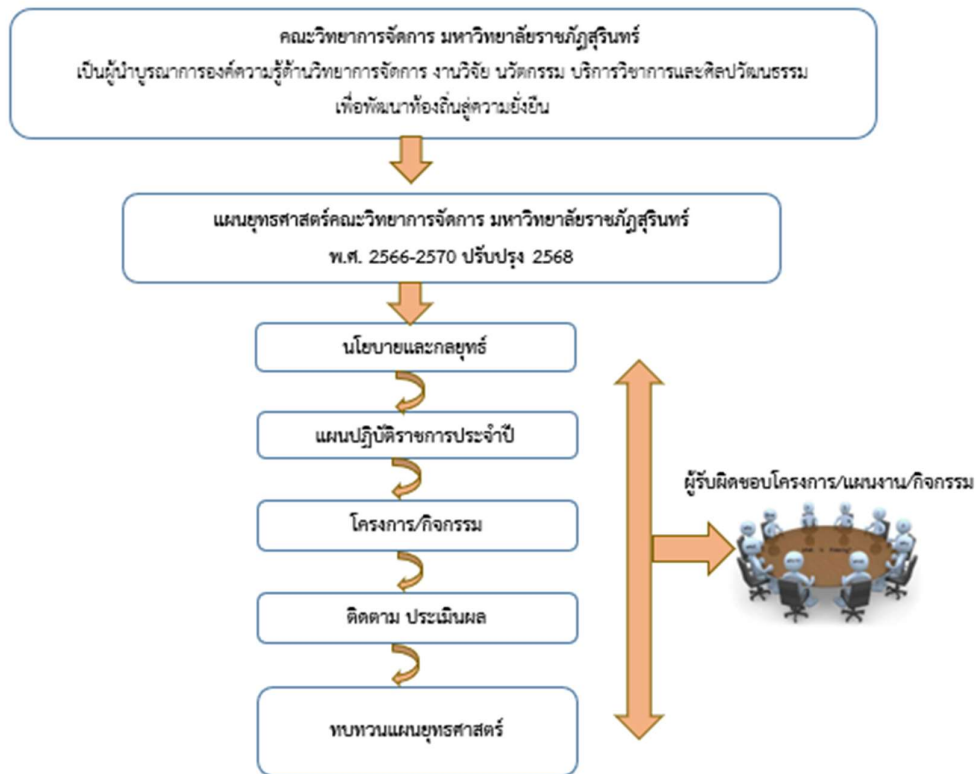 คณะวิทยาการจัดการ มหาวิทยาลัยราชภัฏสุรินทร์
เป็นผู้นำบูรณาการองค์ความรู้ด้านวิทยาการจัดการ งานวิจัย นวัตกรรม บริการวิชาการและศิลปวัฒนธรรม
เพื่อพัฒนาท้องถิ่นสู่ความยั่งยืน
แผนยุทธศาสตร์คณะวิทยาการจัดการ มหาวิทยาลัยราชภัฏสุรินทร์
พ.ศ. 2566-2570 ปรับปรุง 2568
นโยบายและกลยุทธ์
แผนปฏิบัติราชการประจำปี
โครงการ/กิจกรรม
ติดตาม ประเมินผล
ทบทวนแผนยุทธศาสตร์
ผู้รับผิดชอบโครงการ/แผนงาน/กิจกรรม